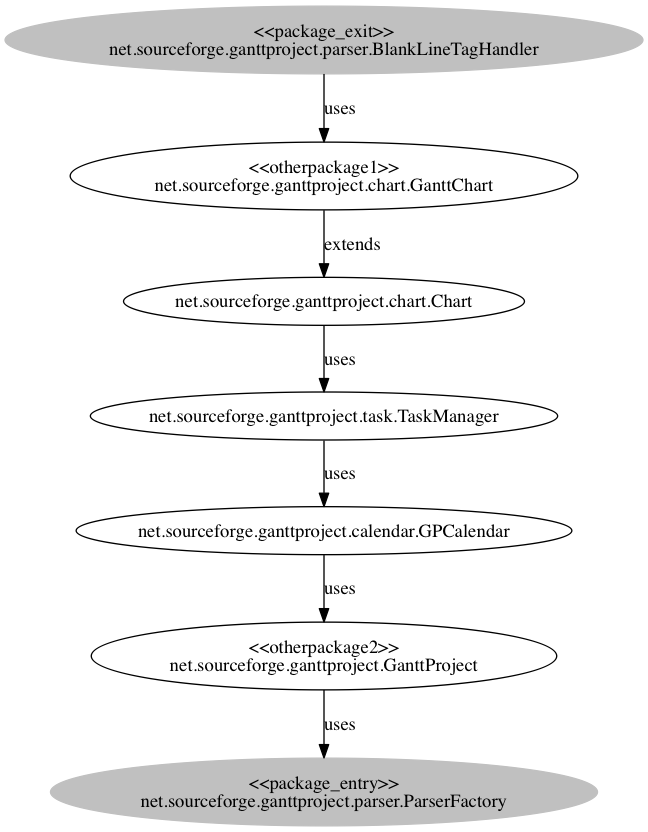 <<package_exit>>
net.sourceforge.ganttproject.parser.BlankLineTagHandler
uses
<<otherpackage1>>
net.sourceforge.ganttproject.chart.GanttChart
extends
net.sourceforge.ganttproject.chart.Chart
uses
net.sourceforge.ganttproject.task.TaskManager
uses
net.sourceforge.ganttproject.calendar.GPCalendar
uses
<<otherpackage2>>
net.sourceforge.ganttproject.GanttProject
uses
<<package_entry>>
net.sourceforge.ganttproject.parser.ParserFactory